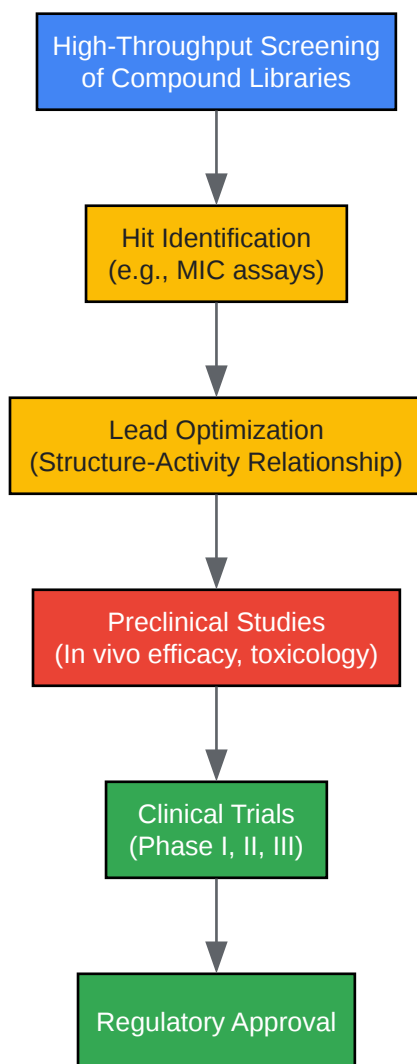 High-Throughput Screening
of Compound Libraries
Hit Identification
(e.g., MIC assays)
Lead Optimization
(Structure-Activity Relationship)
Preclinical Studies
(In vivo efficacy, toxicology)
Clinical Trials
(Phase I, II, III)
Regulatory Approval